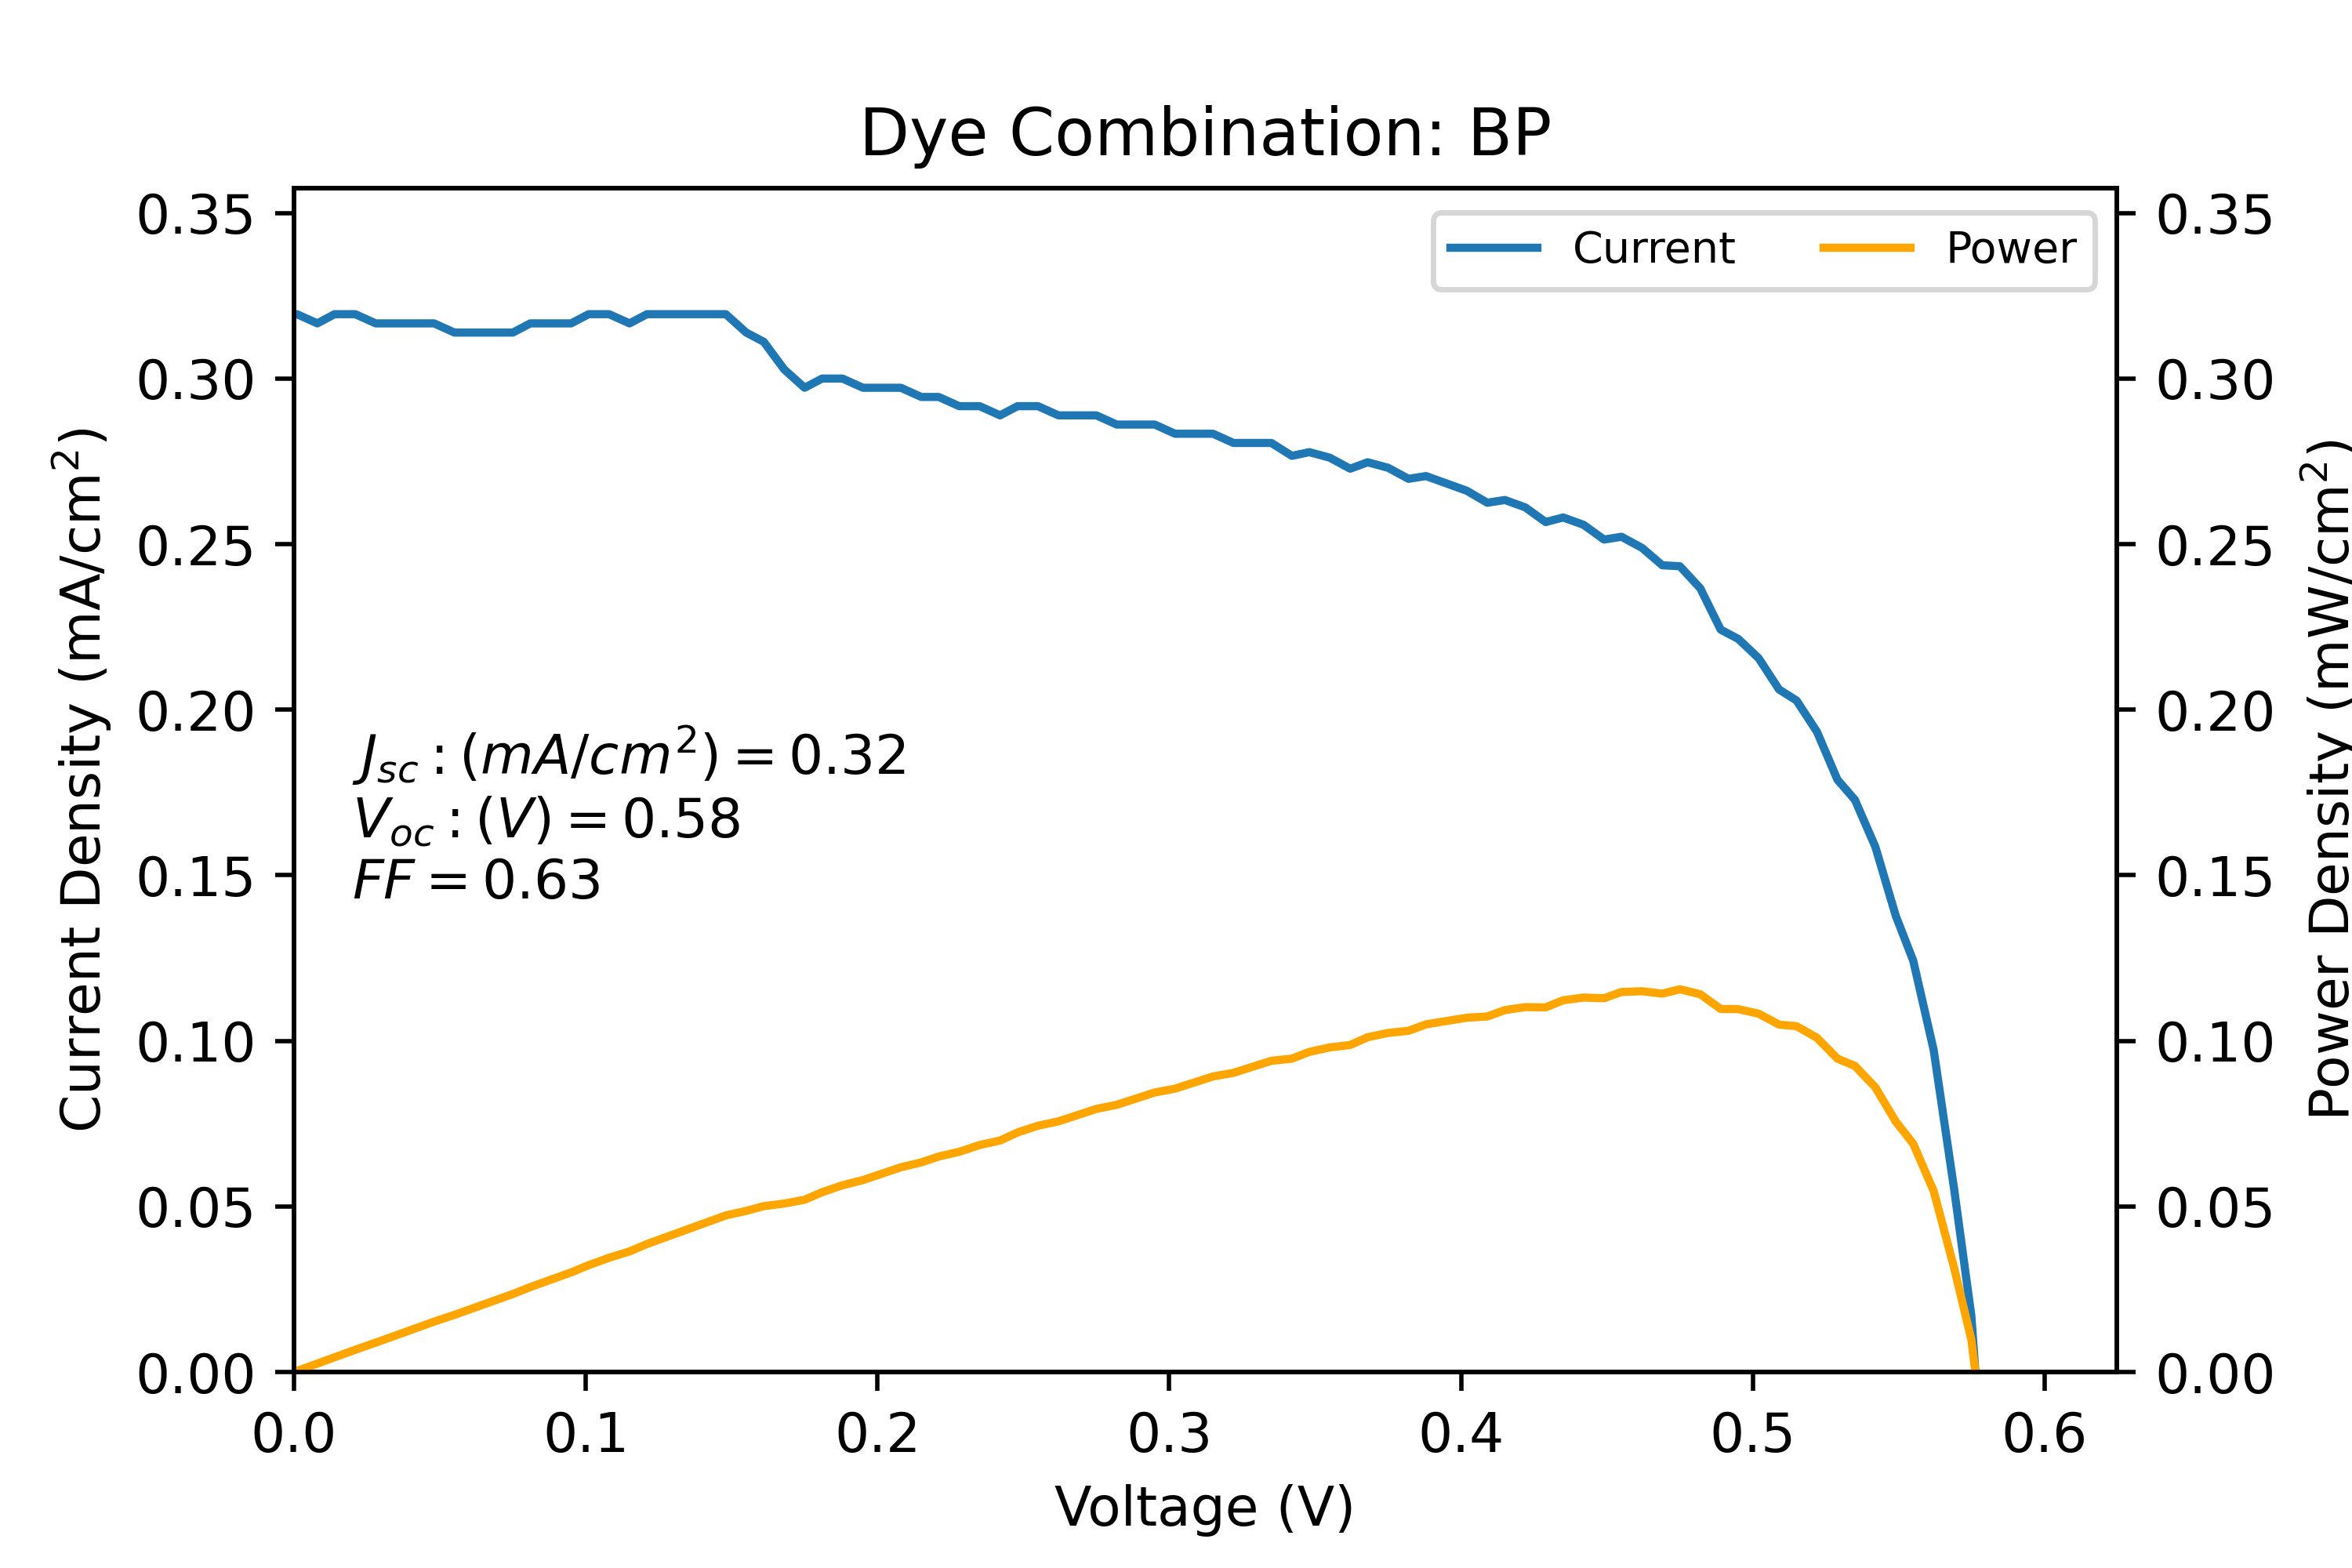 Dye Combination: BP
Current Power
Current Density (mA/cm²)
0.35
0.30
0.25
0.20
0.15
0.10
0.05
0.00
J_sc : (mA/cm²) = 0.32
V_oc : (V) = 0.58
FF = 0.63
0.35
0.30
0.25
0.20
0.15
0.10
0.05
0.00
Power Density (mW/cm²)
0.0 0.1 0.2 0.3 0.4 0.5 0.6
Voltage (V)